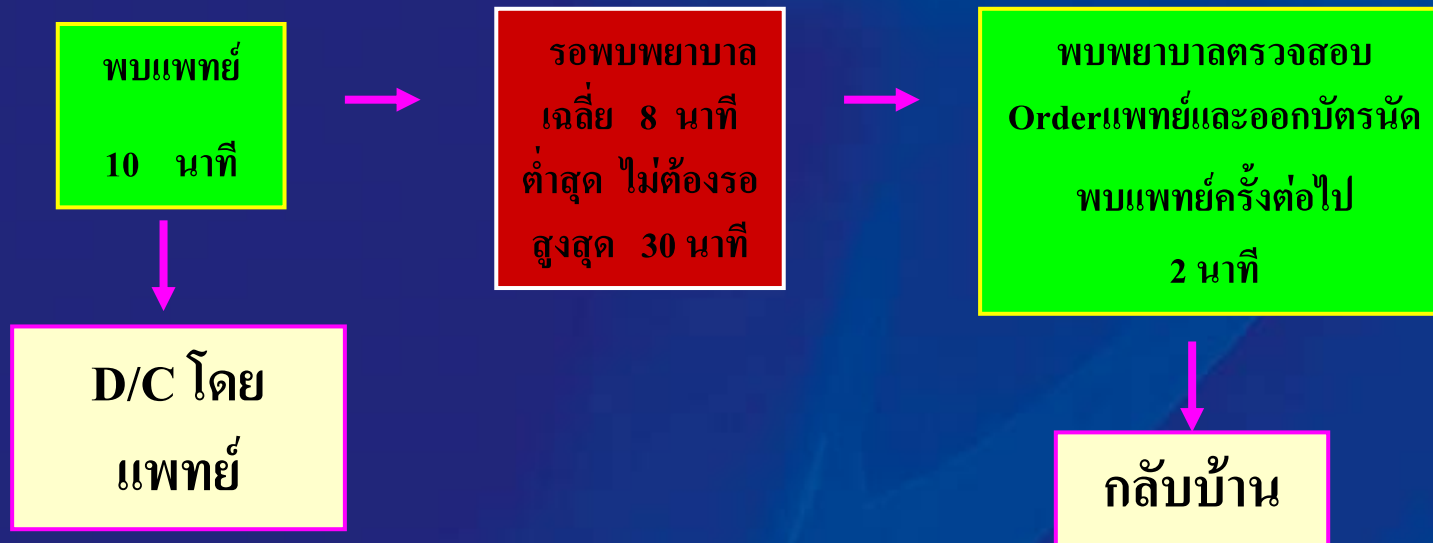 พบแพทย์
10 นาที
รอพบพยาบาล
เฉลี่ย 8 นาที
ต่ำสุด ไม่ต้องรอ
สูงสุด 30 นาที
พบพยาบาลตรวจสอบ
Orderแพทย์และออกบัตรนัด
พบแพทย์ครั้งต่อไป
2 นาที
D/C โดย
แพทย์
กลับบ้าน